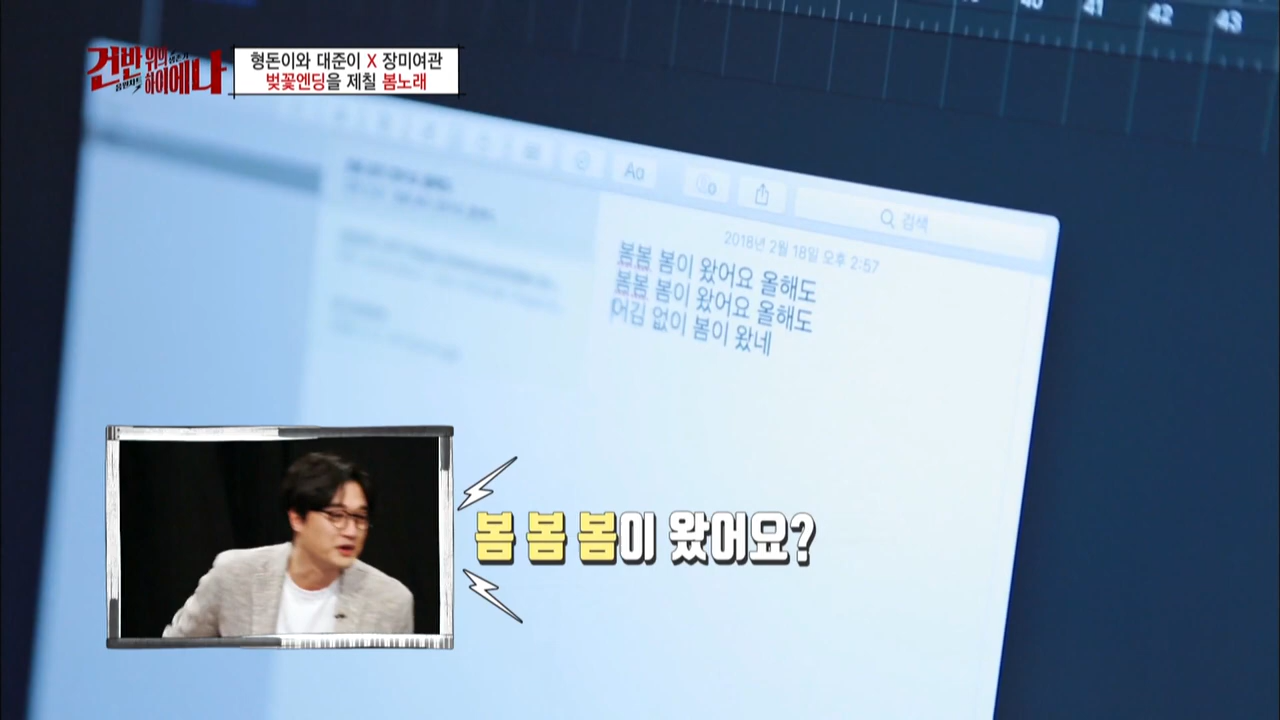 40 41 42 43
건반 위의 하이에나
형돈이와 대준이 X 장미여관
벚꽃엔딩을 제칠 봄노래
Aa
검색
2018년 2월 18일 오후 2:57
봄봄 봄이 왔어요 올해도
봄봄 봄이 왔어요 올해도
어김 없이 봄이 왔네
봄 봄 봄이 왔어요?